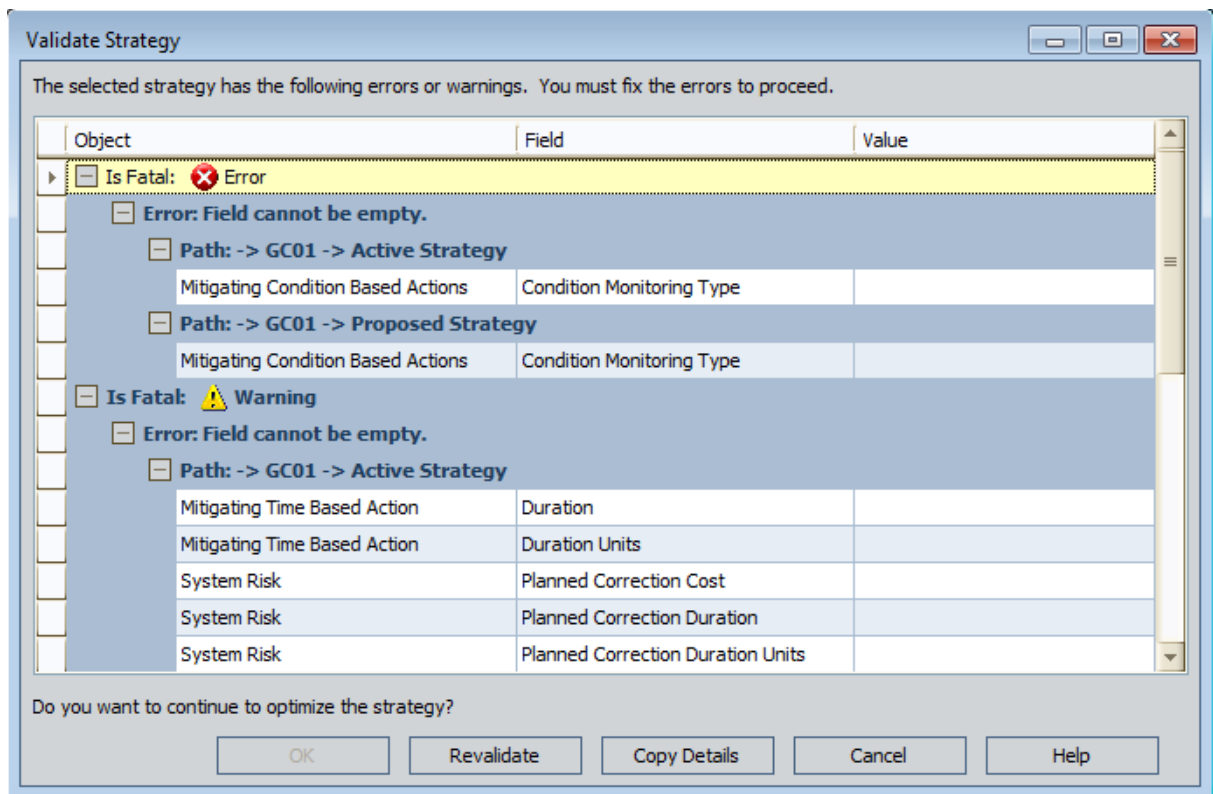 Validate Strategy
The selected strategy has the following errors or warnings. You must fix the errors to proceed.
Object Field Value
Is Fatal: Error
Error: Field cannot be empty.
Path: -> GC01 -> Active Strategy
Mitigating Condition Based Actions Condition Monitoring Type
Path: -> GC01 -> Proposed Strategy
Mitigating Condition Based Actions Condition Monitoring Type
Is Fatal: Warning
Error: Field cannot be empty.
Path: -> GC01 -> Active Strategy
Mitigating Time Based Action Duration
Mitigating Time Based Action Duration Units
System Risk Planned Correction Cost
System Risk Planned Correction Duration
System Risk Planned Correction Duration Units
Do you want to continue to optimize the strategy?
OK Revalidate Copy Details Cancel Help